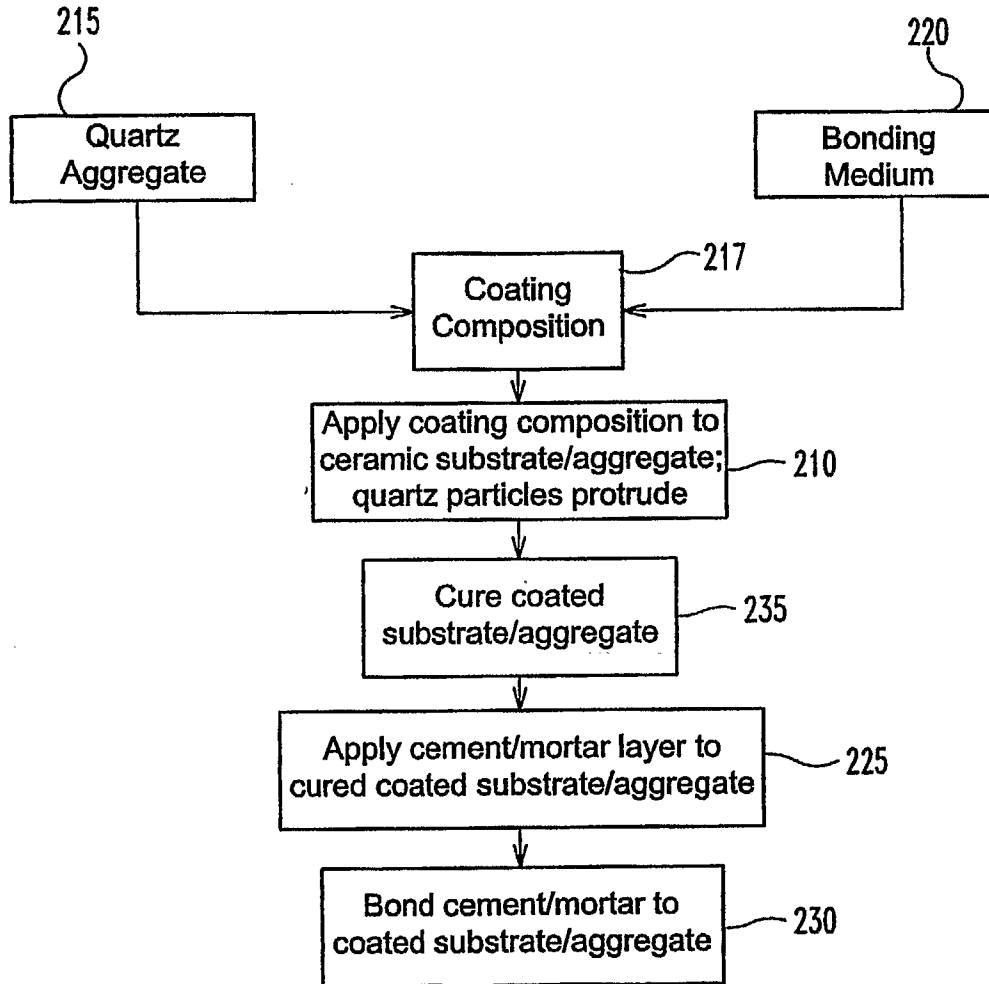 215
220
Quartz
Aggregate
Bonding
Medium
217
Coating
Composition
Apply coating composition to
ceramic substrate/aggregate;
quartz particles protrude
210
Cure coated
substrate/aggregate
235
Apply cement/mortar layer to
cured coated substrate/aggregate
225
Bond cement/mortar to
coated substrate/aggregate
230